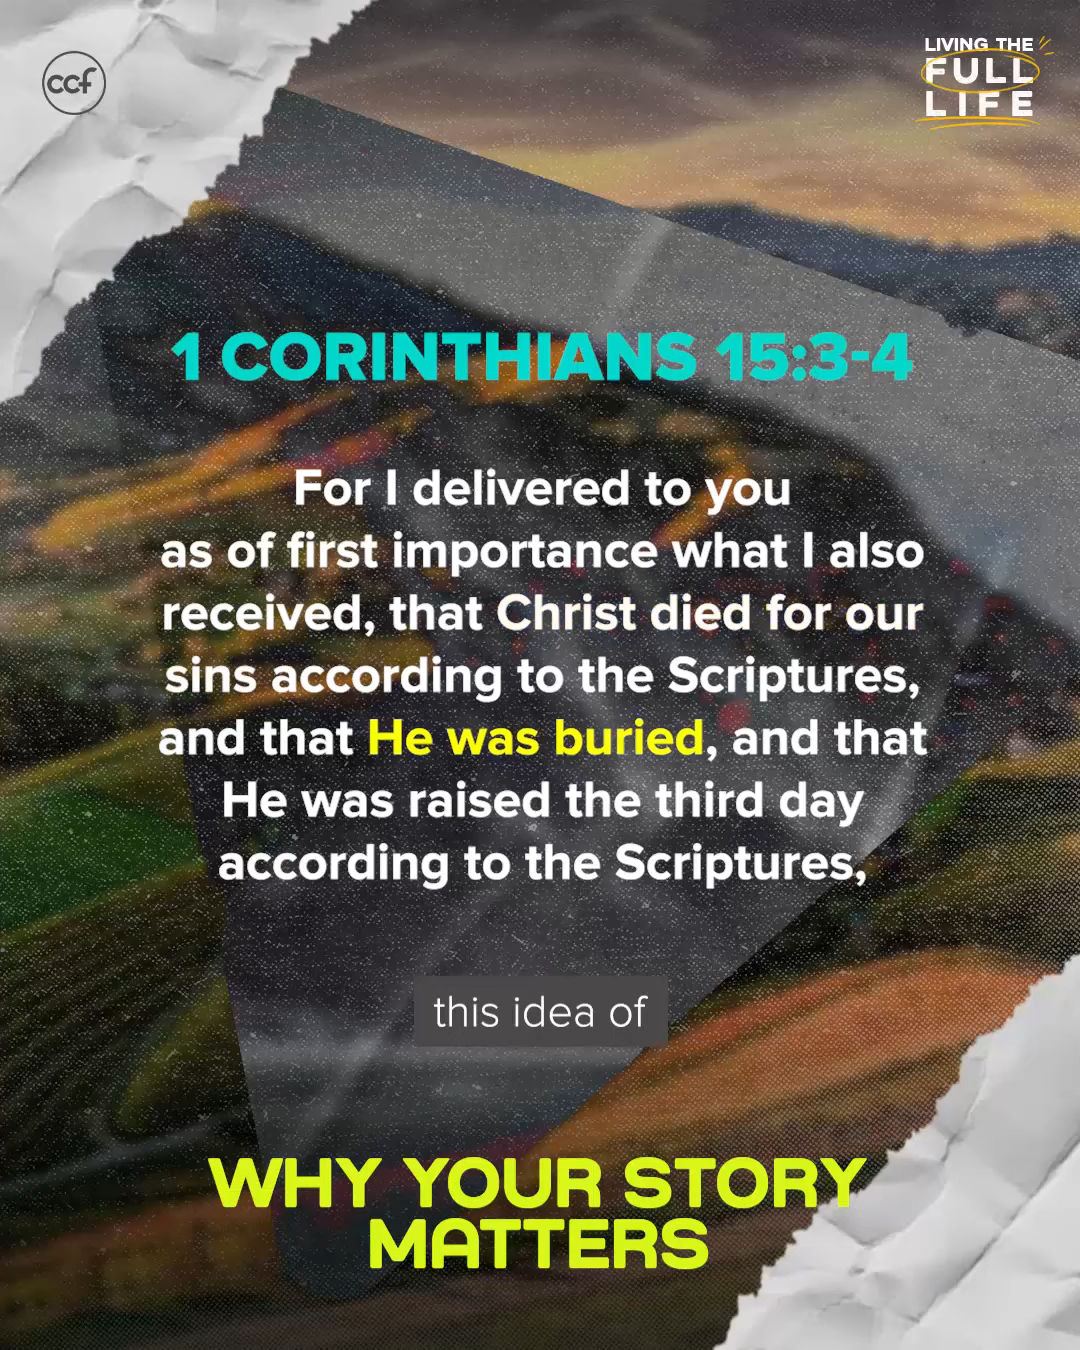 ccf
LIVING THE
FULL
LIFE
1 CORINTHIANS 15:3-4
For I delivered to you
as of first importance what I also
received, that Christ died for our
sins according to the Scriptures,
and that He was buried, and that
He was raised the third day
according to the Scriptures,
this idea of
WHY YOUR STORY
MATTERS